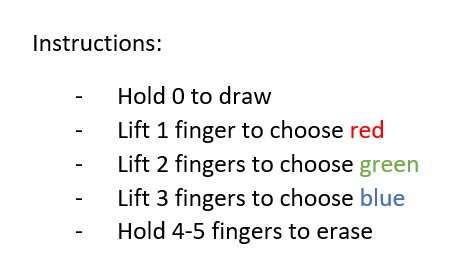 Instructions:
- Hold 0 to draw
- Lift 1 finger to choose red
- Lift 2 fingers to choose green
- Lift 3 fingers to choose blue
- Hold 4-5 fingers to erase